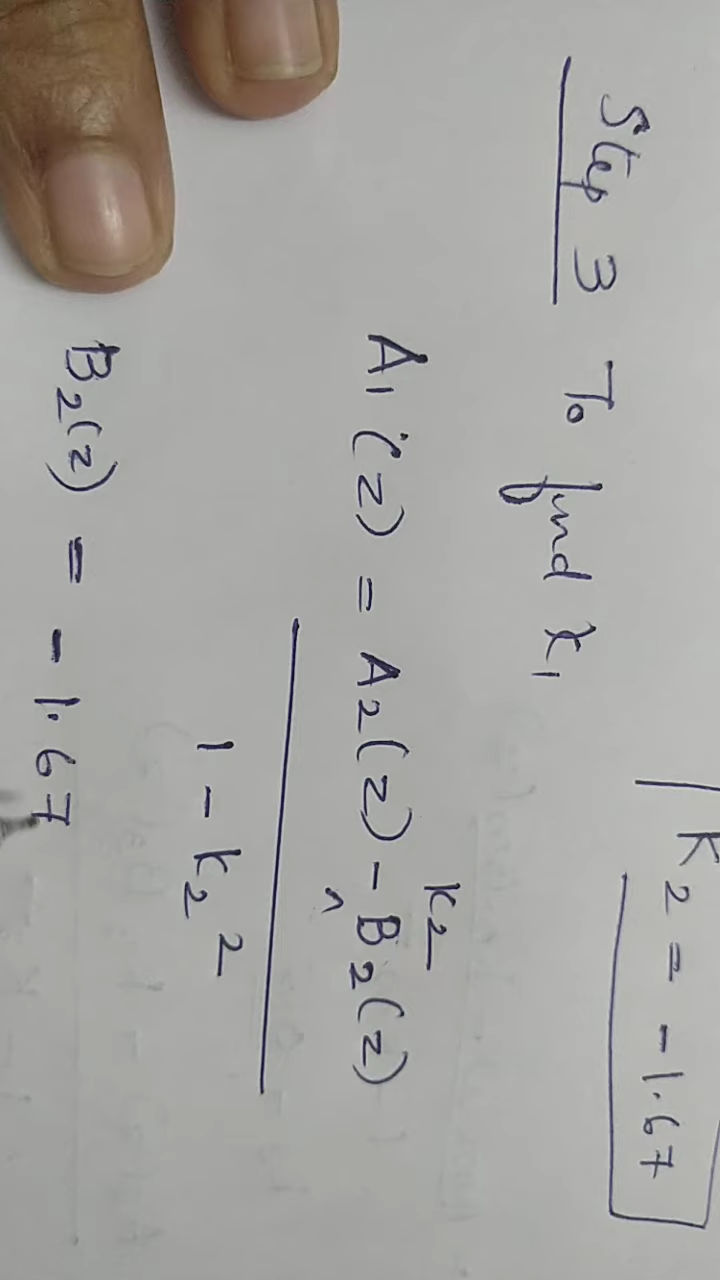 K2 = -1.67
Step 3 To find K1
K2
A1(z) = A2(z) - ^ B2(z)
1 - K2 2
B2(z) = -1.67